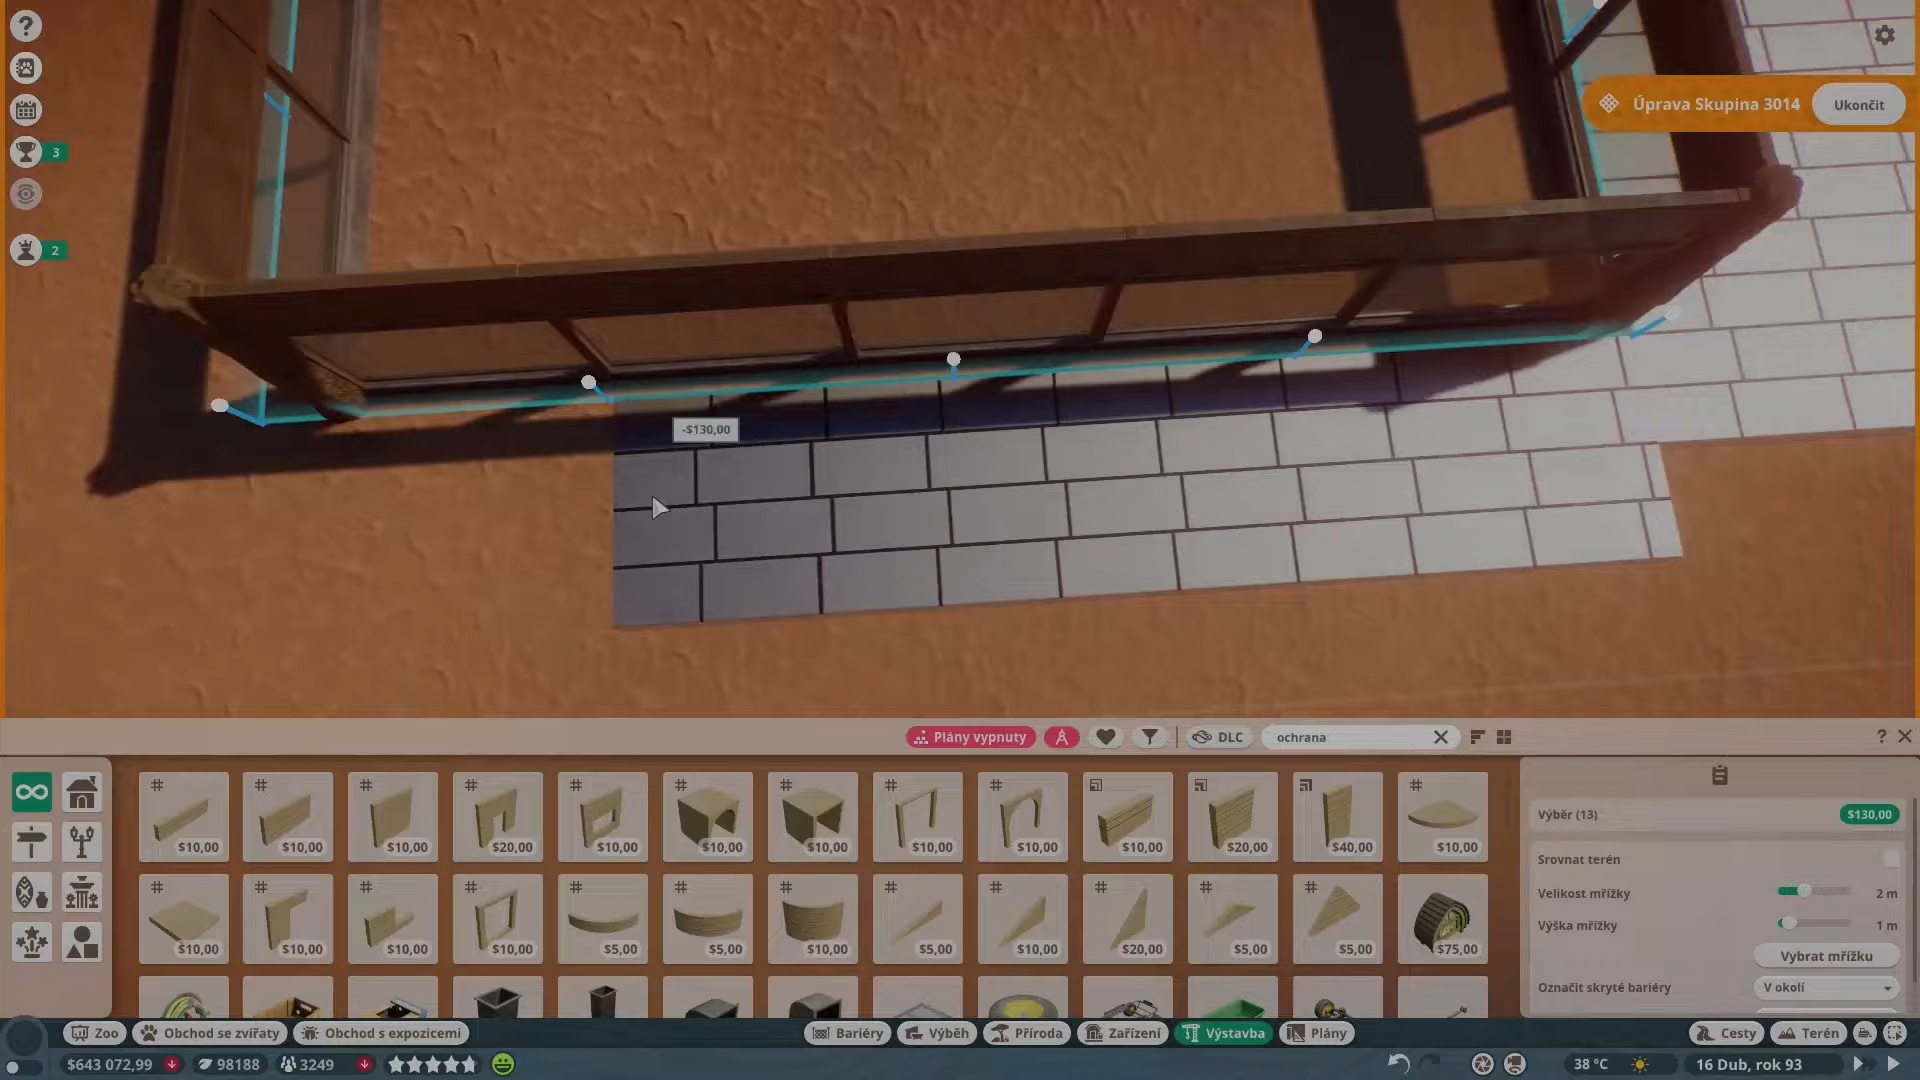 ?
3
Úprava Skupina 3014
Ukončit
2
-$130,00
Plány vypnuty
DLC
ochrana
?
$10,00 $10,00 $10,00 $20,00 $10,00 $10,00 $10,00 $10,00 $10,00 $10,00 $20,00 $40,00 $10,00
$10,00 $10,00 $10,00 $10,00 $5,00 $5,00 $10,00 $5,00 $10,00 $20,00 $5,00 $5,00 $75,00
Výběr (13) $130,00
Srovnat terén
Velikost mřížky 2 m
Výška mřížky 1 m
Vybrat mřížku
Označit skryté bariéry V okolí
Zoo Obchod se zvířaty Obchod s expozicemi Bariéry Výběh Příroda Zařízení Výstavba Plány Cesty Terén
$643 072,99 98188 3249 38 °C 16 Dub, rok 93